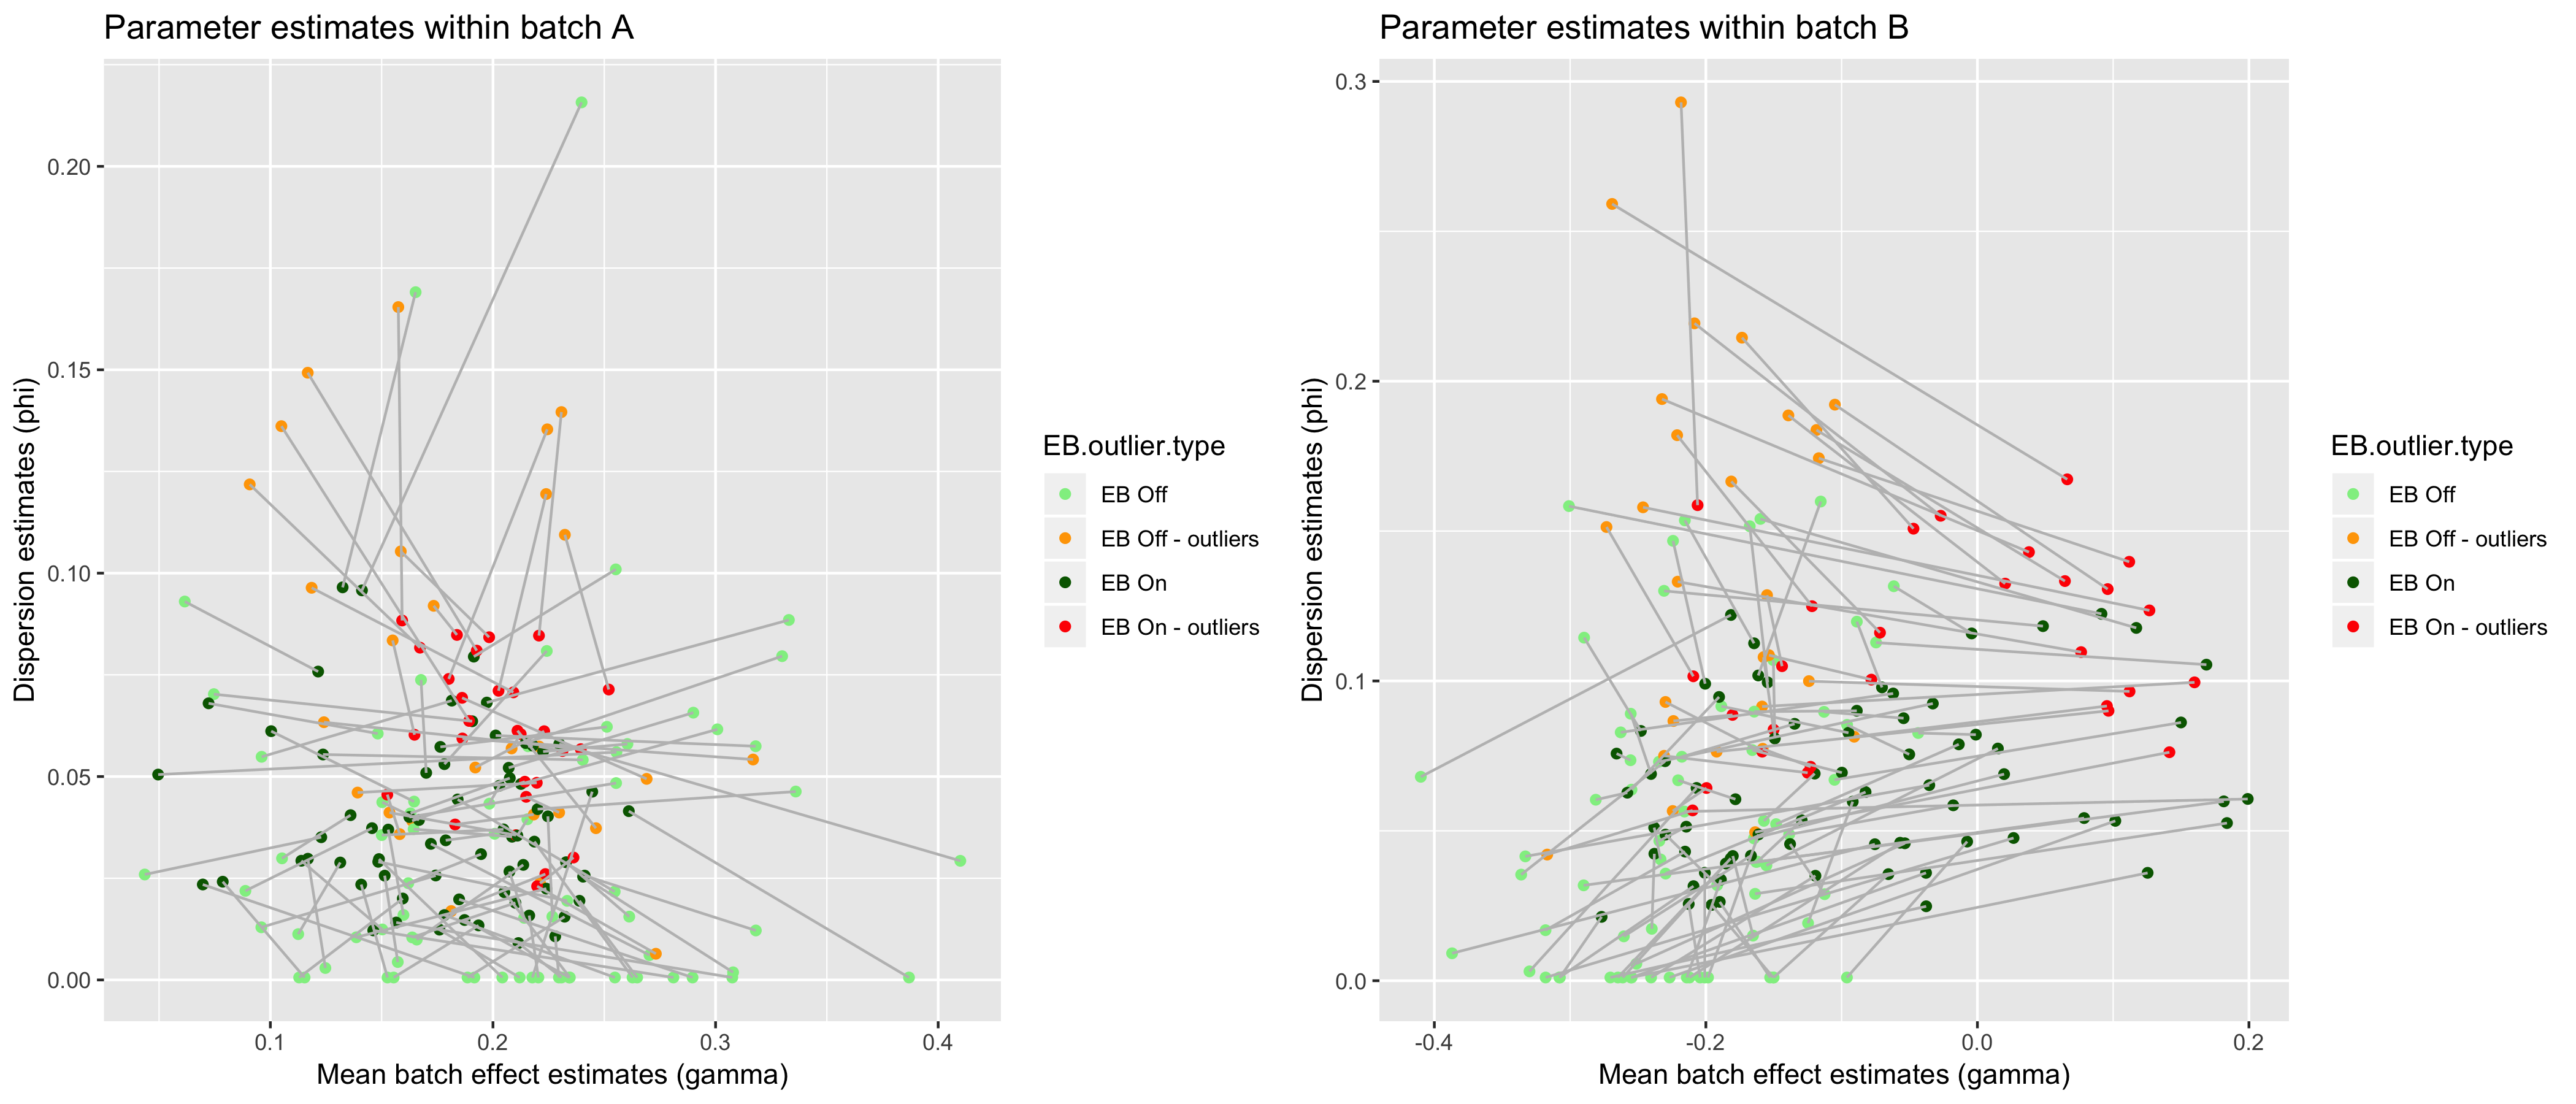 Parameter estimates within batch A
Dispersion estimates (phi)
0.20
0.15
0.10
0.05
0.00
0.1
0.2
0.3
0.4
Mean batch effect estimates (gamma)
EB.outlier.type
EB Off
EB Off - outliers
EB On
EB On - outliers
Parameter estimates within batch B
Dispersion estimates (phi)
0.3
0.2
0.1
0.0
-0.4
-0.2
0.0
0.2
Mean batch effect estimates (gamma)
EB.outlier.type
EB Off
EB Off - outliers
EB On
EB On - outliers